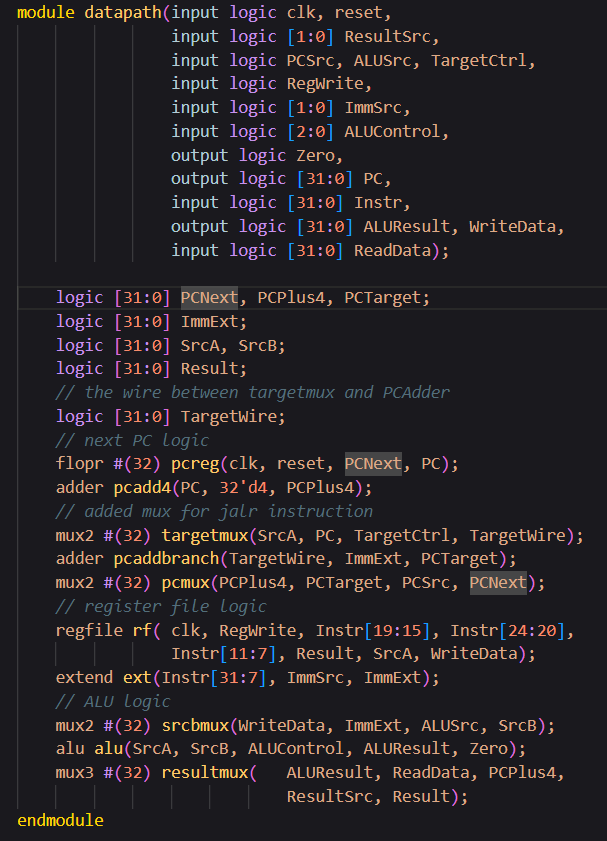 module datapath(input logic clk, reset,
input logic [1:0] ResultSrc,
input logic PCSrc, ALUSrc, TargetCtrl,
input logic RegWrite,
input logic [1:0] ImmSrc,
input logic [2:0] ALUControl,
output logic Zero,
output logic [31:0] PC,
input logic [31:0] Instr,
output logic [31:0] ALUResult, WriteData,
input logic [31:0] ReadData);
logic [31:0] PCNext, PCPlus4, PCTarget;
logic [31:0] ImmExt;
logic [31:0] SrcA, SrcB;
logic [31:0] Result;
// the wire between targetmux and PCAdder
logic [31:0] TargetWire;
// next PC logic
flopr #(32) pcreg(clk, reset, PCNext, PC);
adder pcadd4(PC, 32'd4, PCPlus4);
// added mux for jalr instruction
mux2 #(32) targetmux(SrcA, PC, TargetCtrl, TargetWire);
adder pcaddbranch(TargetWire, ImmExt, PCTarget);
mux2 #(32) pcmux(PCPlus4, PCTarget, PCSrc, PCNext);
// register file logic
regfile rf( clk, RegWrite, Instr[19:15], Instr[24:20],
Instr[11:7], Result, SrcA, WriteData);
extend ext(Instr[31:7], ImmSrc, ImmExt);
// ALU logic
mux2 #(32) srcbmux(WriteData, ImmExt, ALUSrc, SrcB);
alu alu(SrcA, SrcB, ALUControl, ALUResult, Zero);
mux3 #(32) resultmux(   ALUResult, ReadData, PCPlus4,
ResultSrc, Result);
endmodule